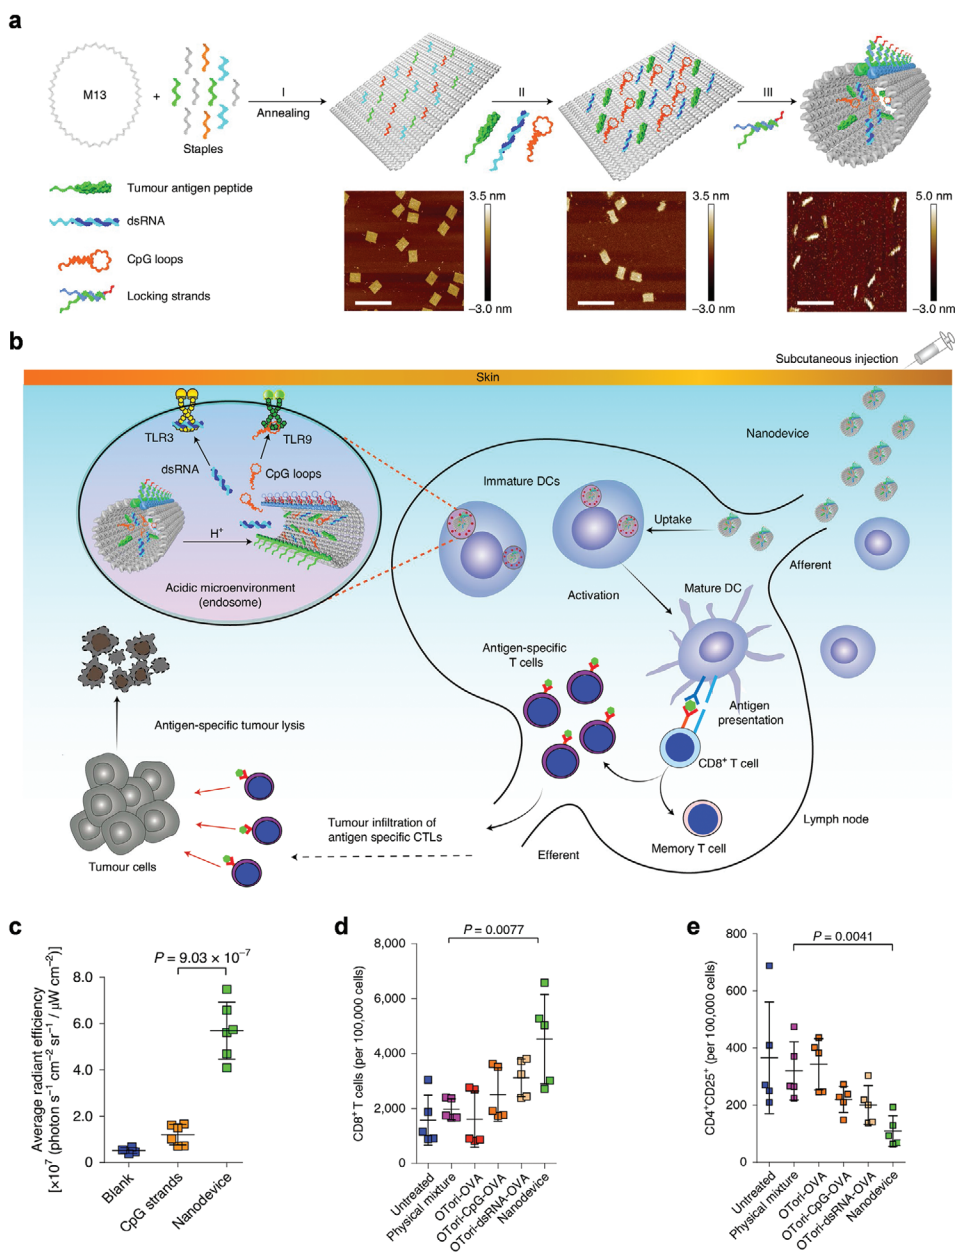 a
M13
+
Staples
I
Annealing
II
III
Tumour antigen peptide
dsRNA
CpG loops
Locking strands
3.5 nm
–3.0 nm
3.5 nm
–3.0 nm
5.0 nm
–3.0 nm
b
Subcutaneous injection
Skin
TLR3
TLR9
dsRNA
CpG loops
H+
Acidic microenvironment
(endosome)
Immature DCs
Nanodevice
Uptake
Afferent
Activation
Mature DC
Antigen-specific
T cells
Antigen
presentation
CD8+ T cell
Antigen-specific tumour lysis
Tumour infiltration of
antigen specific CTLs
Memory T cell
Lymph node
Efferent
Tumour cells
c
P = 9.03 × 10−7
Average radiant efficiency
[×10⁷ (photon s−1 cm−2 sr−1 / μW cm−2)]
8.0
6.0
4.0
2.0
0
Blank
CpG strands
Nanodevice
d
P = 0.0077
CD8+ T cells (per 100,000 cells)
8,000
6,000
4,000
2,000
0
Untreated
Physical mixture
OTori-OVA
OTori-CpG-OVA
OTori-dsRNA-OVA
Nanodevice
e
P = 0.0041
CD4+CD25+ (per 100,000 cells)
800
600
400
200
0
Untreated
Physical mixture
OTori-OVA
OTori-CpG-OVA
OTori-dsRNA-OVA
Nanodevice